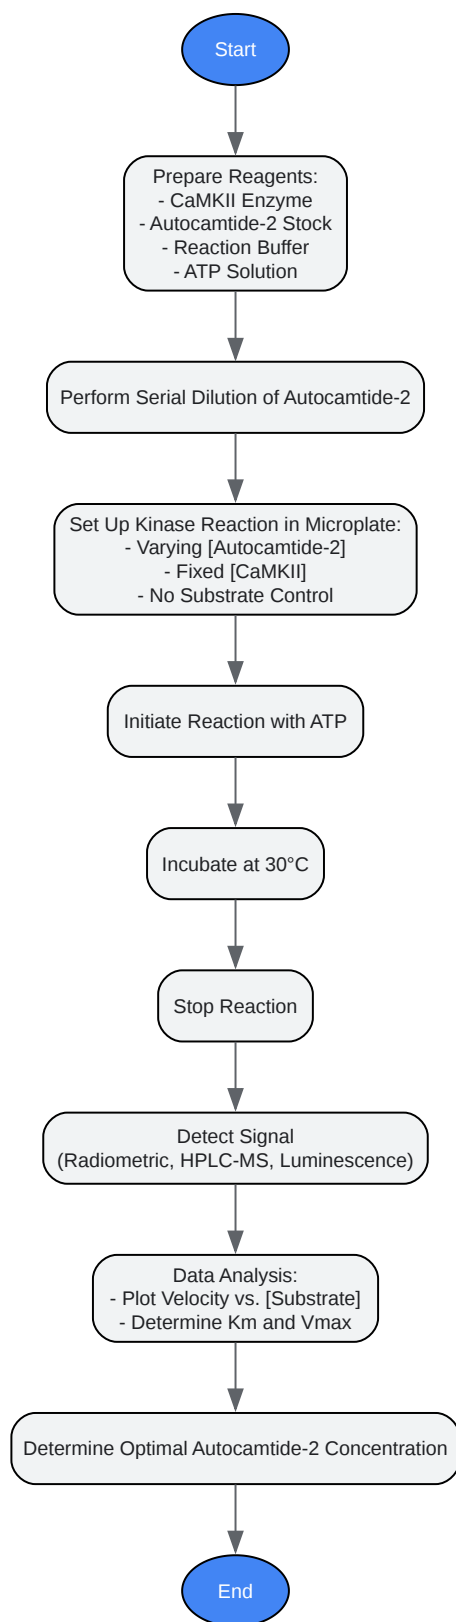 Start
Prepare Reagents:
- CaMKII Enzyme
- Autocamtide-2 Stock
- Reaction Buffer
- ATP Solution
Perform Serial Dilution of Autocamtide-2
Set Up Kinase Reaction in Microplate:
- Varying [Autocamtide-2]
- Fixed [CaMKII]
- No Substrate Control
Initiate Reaction with ATP
Incubate at 30°C
Stop Reaction
Detect Signal
(Radiometric, HPLC-MS, Luminescence)
Data Analysis:
- Plot Velocity vs. [Substrate]
- Determine Km and Vmax
Determine Optimal Autocamtide-2 Concentration
End